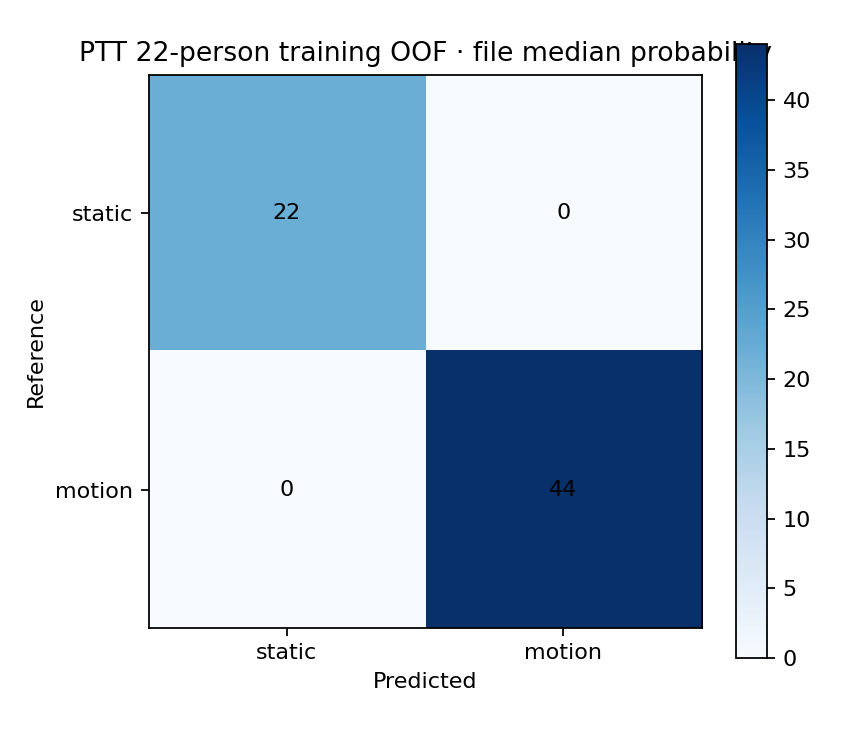 PTT 22-person training OOF · file median probability
40
35
30
25
20
15
10
5
0
static
22
0
motion
0
44
static
motion
Predicted
Reference